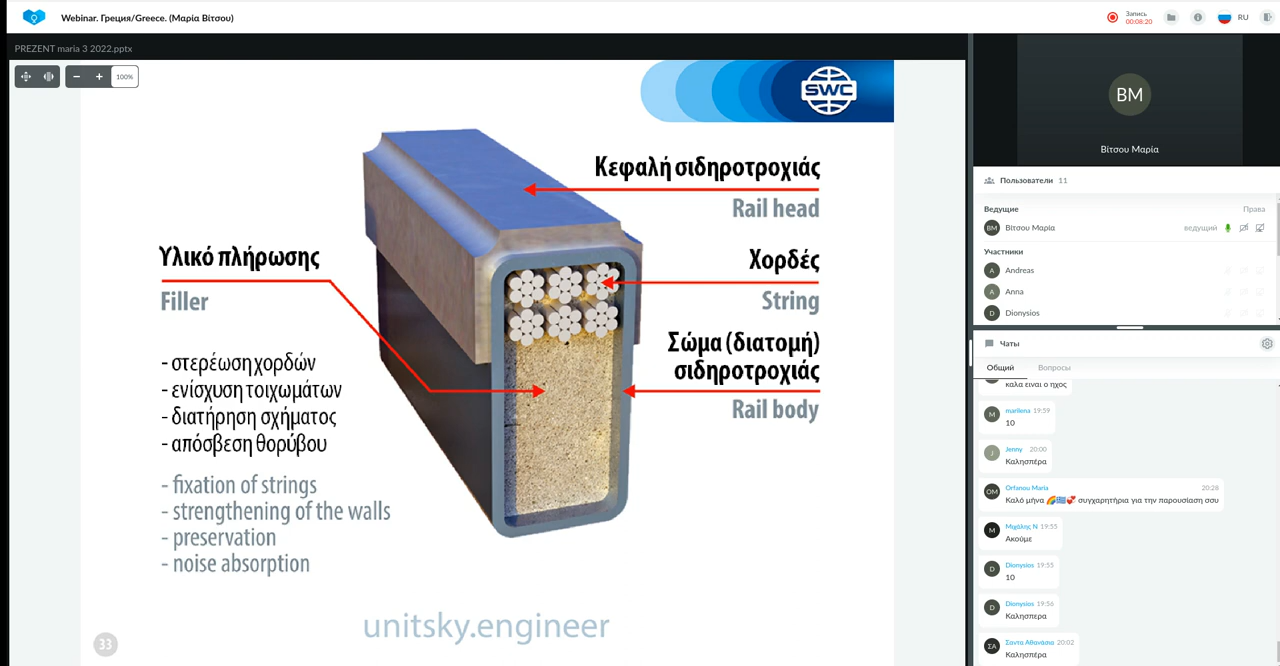 Webinar. Греция/Greece. (Марία Βίτσου)
Запись
00:08:20
RU
PREZENT maria 3 2022.pptx
100%
SWC
Κεφαλή σιδηροτροχιάς
Rail head
Υλικό πλήρωσης
Filler
Χορδές
String
Σώμα (διατομή)
σιδηροτροχιάς
Rail body
- στερέωση χορδών
- ενίσχυση τοιχωμάτων
- διατήρηση σχήματος
- απόσβεση θορύβου
- fixation of strings
- strengthening of the walls
- preservation
- noise absorption
unitsky.engineer
33
ΒΜ
Βίτσου Μαρία
Пользователи 11
Ведущие
Права
ΒΜ
Βίτσου Μαρία
ведущий
Участники
A
Andreas
A
Anna
D
Dionysios
Чаты
Общий
Вопросы
καλα ειναι ο ηχος
M
marilena 19:59
10
J
Jenny 20:00
Καλησπέρα
OM
Orfanou Maria 20:28
Καλό μήνα 🌈🇬🇷💕 συγχαρητήρια για την παρουσίαση σου
Μ
Μιχάλης Ν 19:55
Ακούμε
D
Dionysios 19:55
10
D
Dionysios 19:56
Καλησπερα
ΣΑ
Σαντα Αθανάσια 20:02
Καλησπέρα